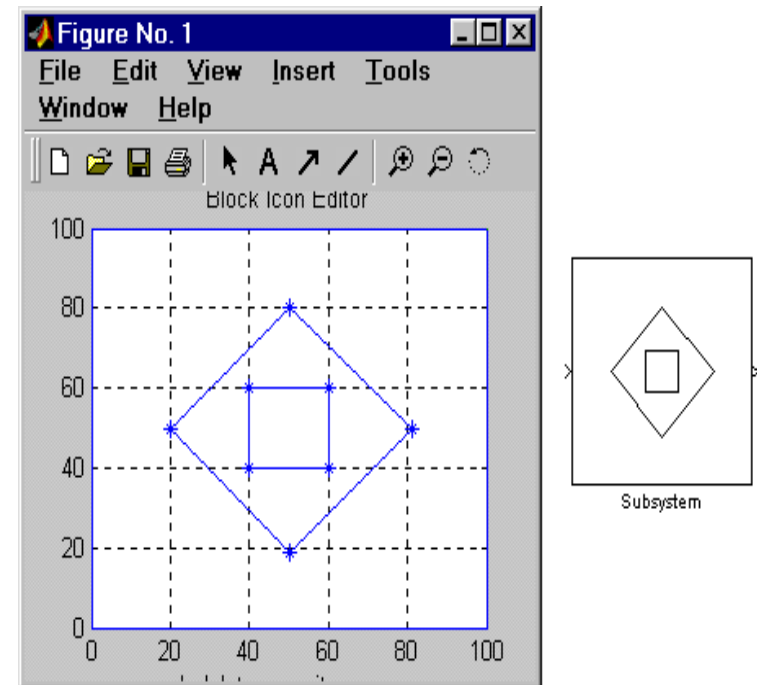 Figure No. 1
File Edit View Insert Tools
Window Help
A
Block Icon Editor
100
80
60
40
20
0
0 20 40 60 80 100
Subsystem